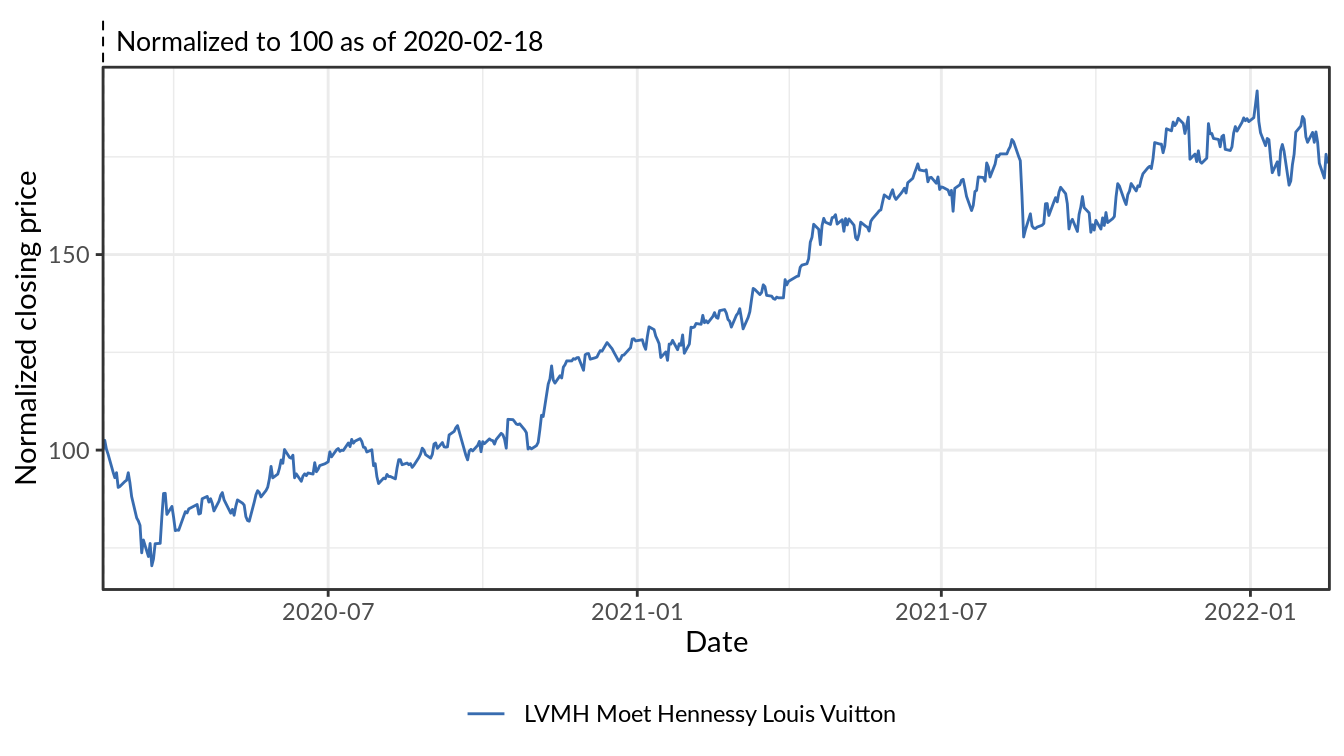 Normalized to 100 as of 2020-02-18
Normalized closing price
150
100
2020-07
2021-01
2021-07
2022-01
Date
LVMH Moet Hennessy Louis Vuitton